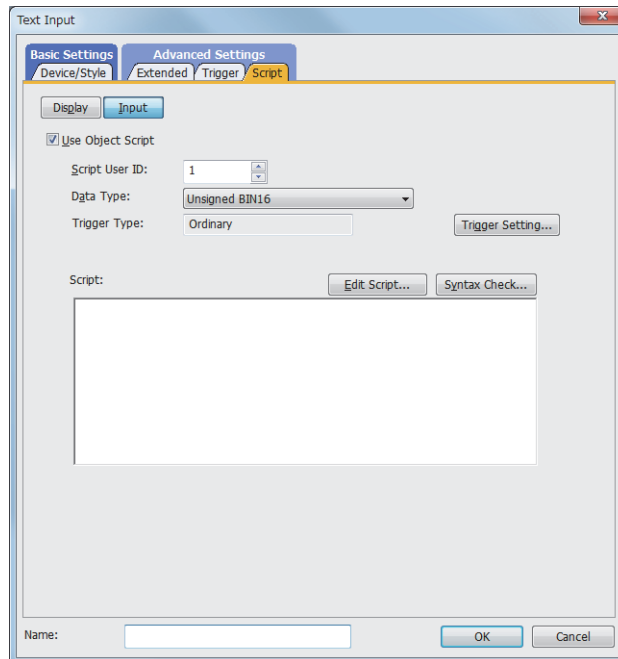 Text Input
Basic Settings
Advanced Settings
Device/Style
Extended
Trigger
Script
Display
Input
Use Object Script
Script User ID:
1
Data Type:
Unsigned BIN16
Trigger Type:
Ordinary
Trigger Setting...
Script:
Edit Script...
Syntax Check...
Name:
OK
Cancel